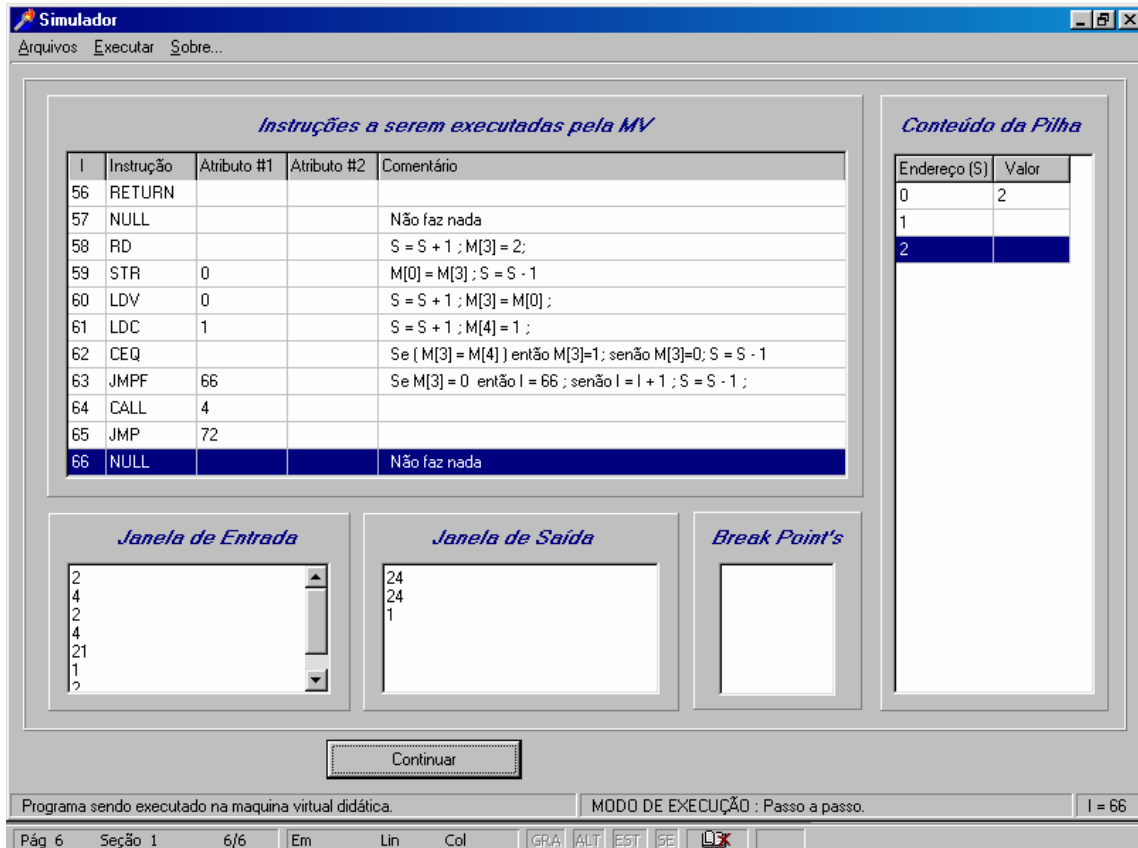 Simulador
Arquivos Executar Sobre...
Instruções a serem executadas pela MV
I Instrução Atributo #1 Atributo #2 Comentário
56 RETURN
57 NULL Não faz nada
58 RD S = S + 1 ; M[3] = 2;
59 STR 0 M[0] = M[3] ; S = S - 1
60 LDV 0 S = S + 1 ; M[3] = M[0] ;
61 LDC 1 S = S + 1 ; M[4] = 1 ;
62 CEQ Se ( M[3] = M[4] ) então M[3]=1; senão M[3]=0; S = S - 1
63 JMPF 66 Se M[3] = 0 então I = 66 ; senão I = I + 1 ; S = S - 1 ;
64 CALL 4
65 JMP 72
66 NULL Não faz nada
Conteúdo da Pilha
Endereço (S) Valor
0 2
1
2
Janela de Entrada
2
4
2
4
21
1
2
Janela de Saída
24
24
1
Break Point's
Continuar
Programa sendo executado na maquina virtual didática. MODO DE EXECUÇÃO : Passo a passo. I = 66
Pág 6 Seção 1 6/6 Em Lin Col GRA ALT EST SE